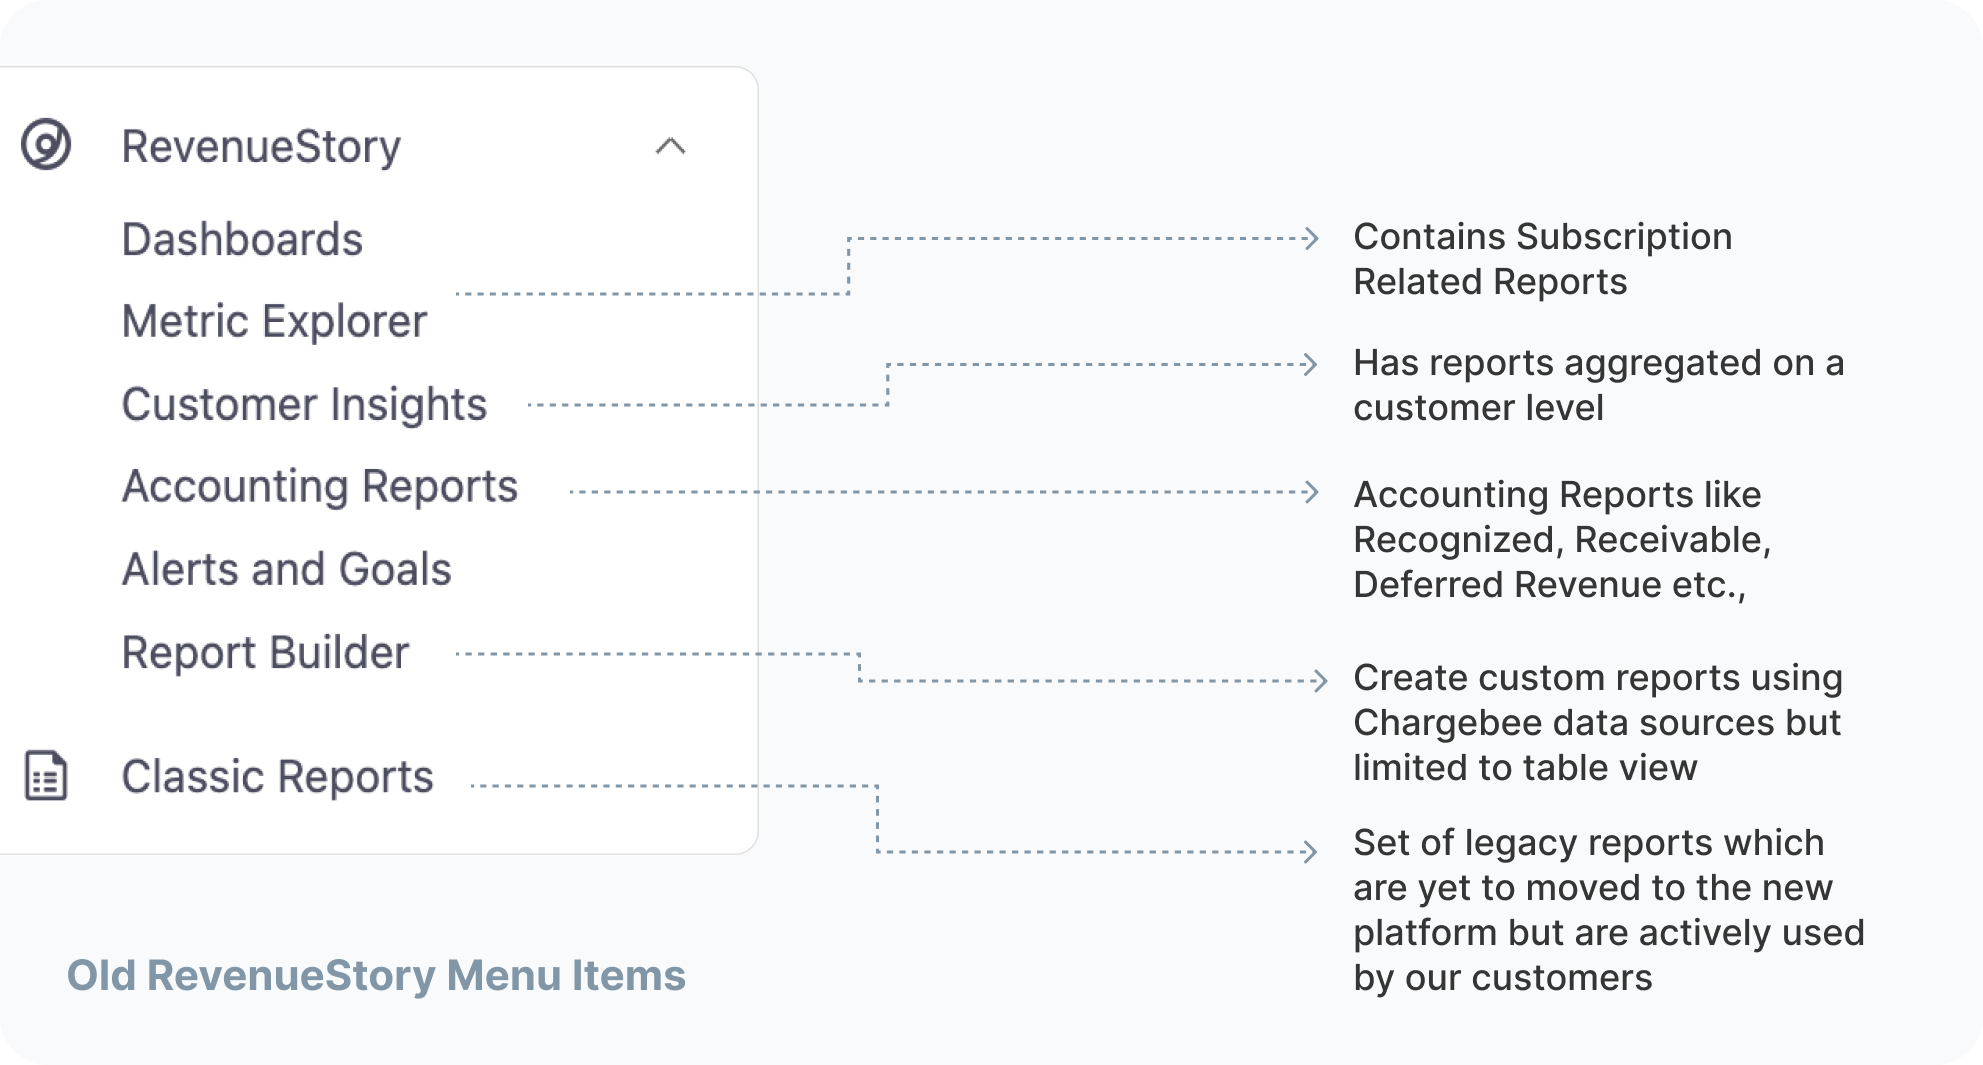 RevenueStory
Dashboards
Metric Explorer
Customer Insights
Accounting Reports
Alerts and Goals
Report Builder
Classic Reports
Old RevenueStory Menu Items
Contains Subscription
Related Reports
Has reports aggregated on a
customer level
Accounting Reports like
Recognized, Receivable,
Deferred Revenue etc.,
Create custom reports using
Chargebee data sources but
limited to table view
Set of legacy reports which
are yet to moved to the new
platform but are actively used
by our customers